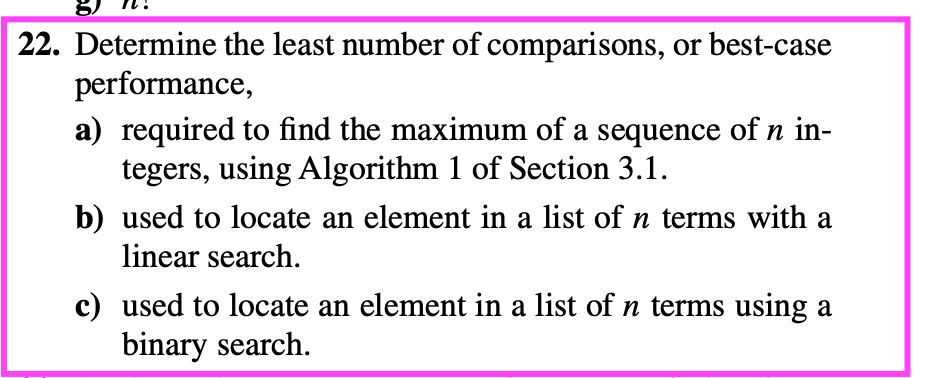 22. Determine the least number of comparisons, or best-case
performance,
a) required to find the maximum of a sequence of n in-
tegers, using Algorithm 1 of Section 3.1.
b) used to locate an element in a list of n terms with a
linear search.
c) used to locate an element in a list of n terms using a
binary search.